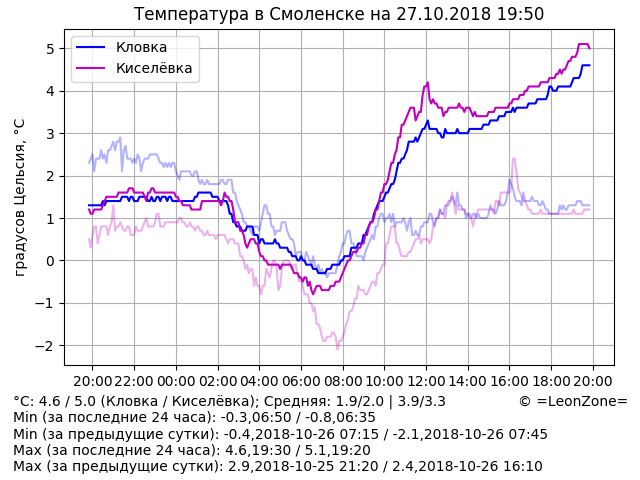 Температура в Смоленске на 27.10.2018 19:50
Кловка
Киселёвка
градусов Цельсия, °C
5
4
3
2
1
0
−1
−2
20:00 22:00 00:00 02:00 04:00 06:00 08:00 10:00 12:00 14:00 16:00 18:00 20:00
°C: 4.6 / 5.0 (Кловка / Киселёвка); Средняя: 1.9/2.0 | 3.9/3.3 © =LeonZone=
Min (за последние 24 часа): -0.3,06:50 / -0.8,06:35
Min (за предыдущие сутки): -0.4,2018-10-26 07:15 / -2.1,2018-10-26 07:45
Max (за последние 24 часа): 4.6,19:30 / 5.1,19:20
Max (за предыдущие сутки): 2.9,2018-10-25 21:20 / 2.4,2018-10-26 16:10